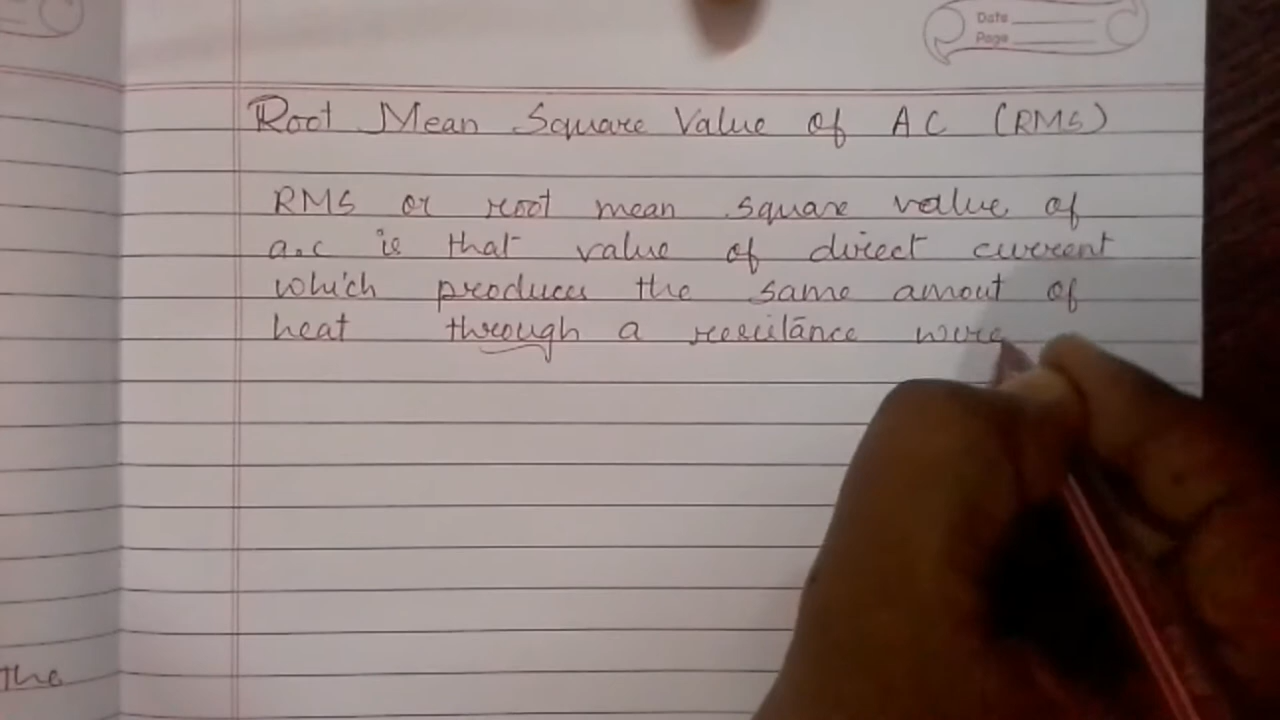 Date
Page
Root Mean Square Value of AC (RMS)
RMS or root mean square value of
a.c is that value of direct current
which produces the same amout of
heat through a resistance wire
the